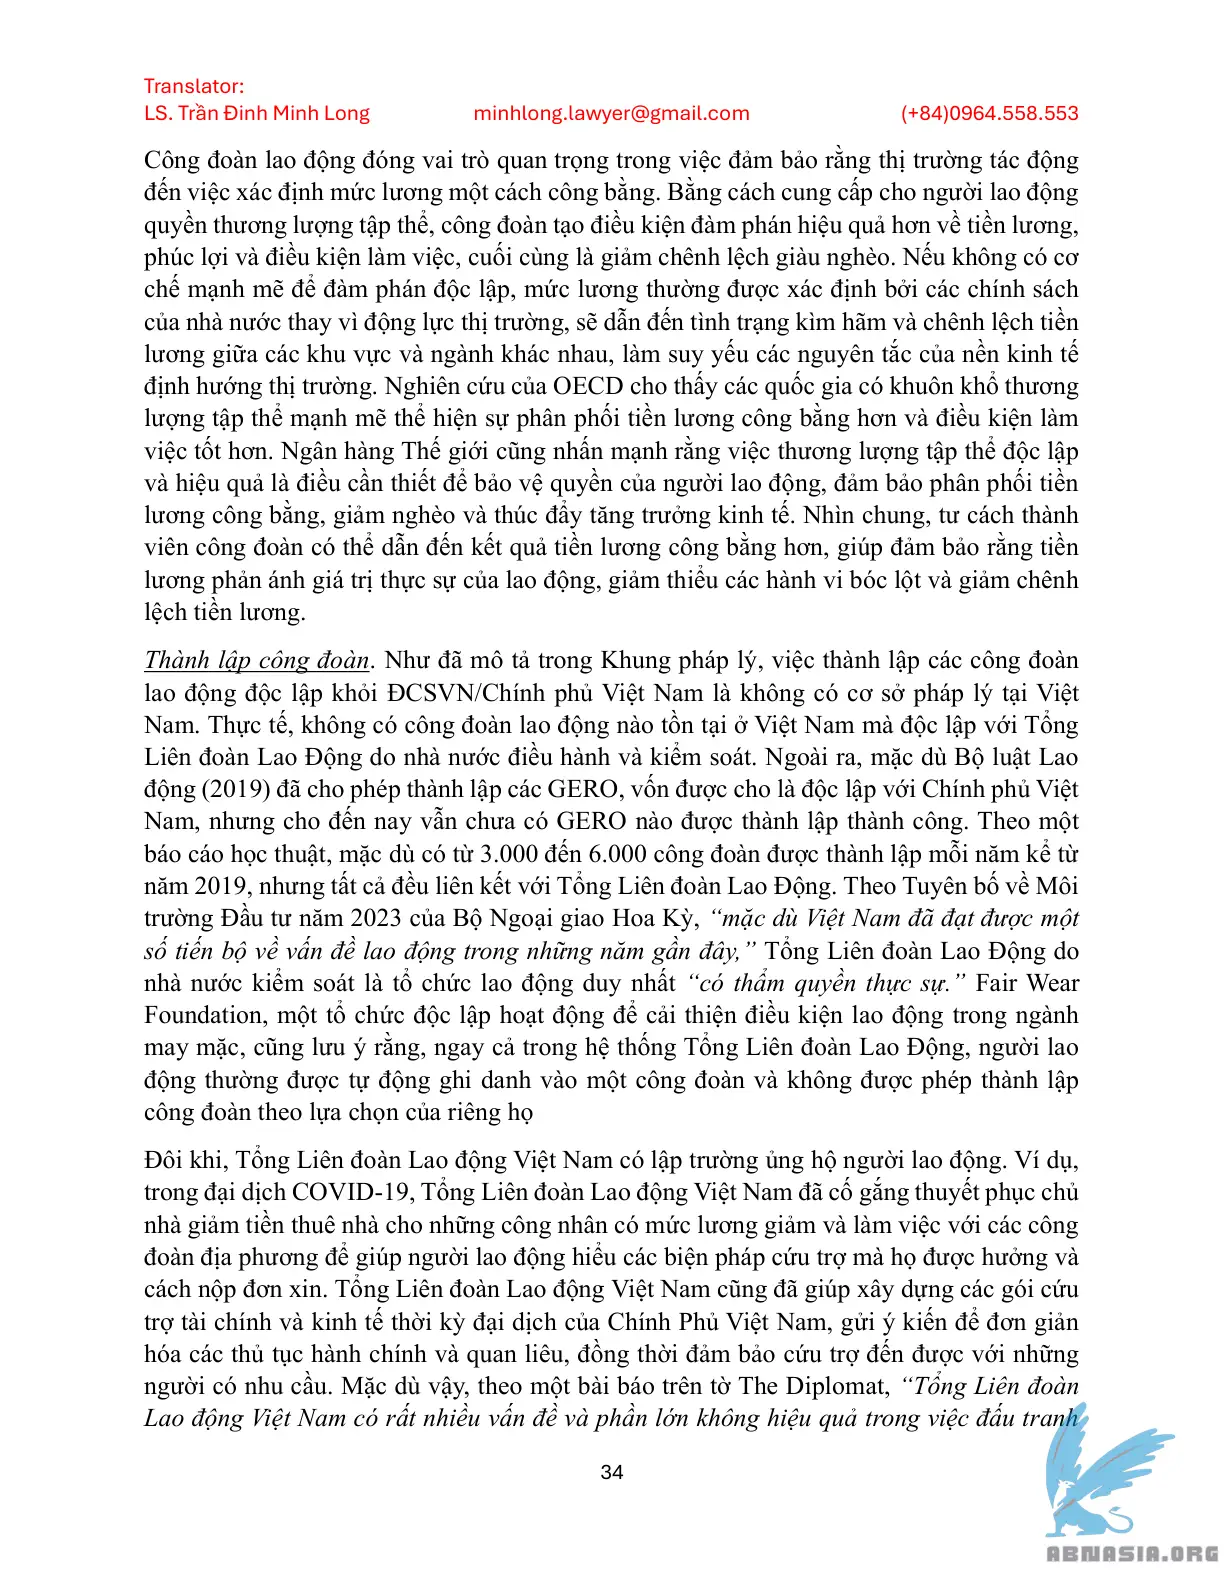 Translator:
LS. Trần Đinh Minh Long minhlong.lawyer@gmail.com (+84)0964.558.553
Công đoàn lao động đóng vai trò quan trọng trong việc đảm bảo rằng thị trường tác động
đến việc xác định mức lương một cách công bằng. Bằng cách cung cấp cho người lao động
quyền thương lượng tập thể, công đoàn tạo điều kiện đàm phán hiệu quả hơn về tiền lương,
phúc lợi và điều kiện làm việc, cuối cùng là giảm chênh lệch giàu nghèo. Nếu không có cơ
chế mạnh mẽ để đàm phán độc lập, mức lương thường được xác định bởi các chính sách
của nhà nước thay vì động lực thị trường, sẽ dẫn đến tình trạng kìm hãm và chênh lệch tiền
lương giữa các khu vực và ngành khác nhau, làm suy yếu các nguyên tắc của nền kinh tế
định hướng thị trường. Nghiên cứu của OECD cho thấy các quốc gia có khuôn khổ thương
lượng tập thể mạnh mẽ thể hiện sự phân phối tiền lương công bằng hơn và điều kiện làm
việc tốt hơn. Ngân hàng Thế giới cũng nhấn mạnh rằng việc thương lượng tập thể độc lập
và hiệu quả là điều cần thiết để bảo vệ quyền của người lao động, đảm bảo phân phối tiền
lương công bằng, giảm nghèo và thúc đẩy tăng trưởng kinh tế. Nhìn chung, tư cách thành
viên công đoàn có thể dẫn đến kết quả tiền lương công bằng hơn, giúp đảm bảo rằng tiền
lương phản ánh giá trị thực sự của lao động, giảm thiểu các hành vi bóc lột và giảm chênh
lệch tiền lương.
Thành lập công đoàn. Như đã mô tả trong Khung pháp lý, việc thành lập các công đoàn
lao động độc lập khỏi ĐCSVN/Chính phủ Việt Nam là không có cơ sở pháp lý tại Việt
Nam. Thực tế, không có công đoàn lao động nào tồn tại ở Việt Nam mà độc lập với Tổng
Liên đoàn Lao Động do nhà nước điều hành và kiểm soát. Ngoài ra, mặc dù Bộ luật Lao
động (2019) đã cho phép thành lập các GERO, vốn được cho là độc lập với Chính phủ Việt
Nam, nhưng cho đến nay vẫn chưa có GERO nào được thành lập thành công. Theo một
báo cáo học thuật, mặc dù có từ 3.000 đến 6.000 công đoàn được thành lập mỗi năm kể từ
năm 2019, nhưng tất cả đều liên kết với Tổng Liên đoàn Lao Động. Theo Tuyên bố về Môi
trường Đầu tư năm 2023 của Bộ Ngoại giao Hoa Kỳ, “mặc dù Việt Nam đã đạt được một
số tiến bộ về vấn đề lao động trong những năm gần đây,” Tổng Liên đoàn Lao Động do
nhà nước kiểm soát là tổ chức lao động duy nhất “có thẩm quyền thực sự.” Fair Wear
Foundation, một tổ chức độc lập hoạt động để cải thiện điều kiện lao động trong ngành
may mặc, cũng lưu ý rằng, ngay cả trong hệ thống Tổng Liên đoàn Lao Động, người lao
động thường được tự động ghi danh vào một công đoàn và không được phép thành lập
công đoàn theo lựa chọn của riêng họ
Đôi khi, Tổng Liên đoàn Lao động Việt Nam có lập trường ủng hộ người lao động. Ví dụ,
trong đại dịch COVID-19, Tổng Liên đoàn Lao động Việt Nam đã cố gắng thuyết phục chủ
nhà giảm tiền thuê nhà cho những công nhân có mức lương giảm và làm việc với các công
đoàn địa phương để giúp người lao động hiểu các biện pháp cứu trợ mà họ được hưởng và
cách nộp đơn xin. Tổng Liên đoàn Lao động Việt Nam cũng đã giúp xây dựng các gói cứu
trợ tài chính và kinh tế thời kỳ đại dịch của Chính Phủ Việt Nam, gửi ý kiến để đơn giản
hóa các thủ tục hành chính và quan liêu, đồng thời đảm bảo cứu trợ đến được với những
người có nhu cầu. Mặc dù vậy, theo một bài báo trên tờ The Diplomat, “Tổng Liên đoàn
Lao động Việt Nam có rất nhiều vấn đề và phần lớn không hiệu quả trong việc đấu tranh
34
ABNASIA.ORG